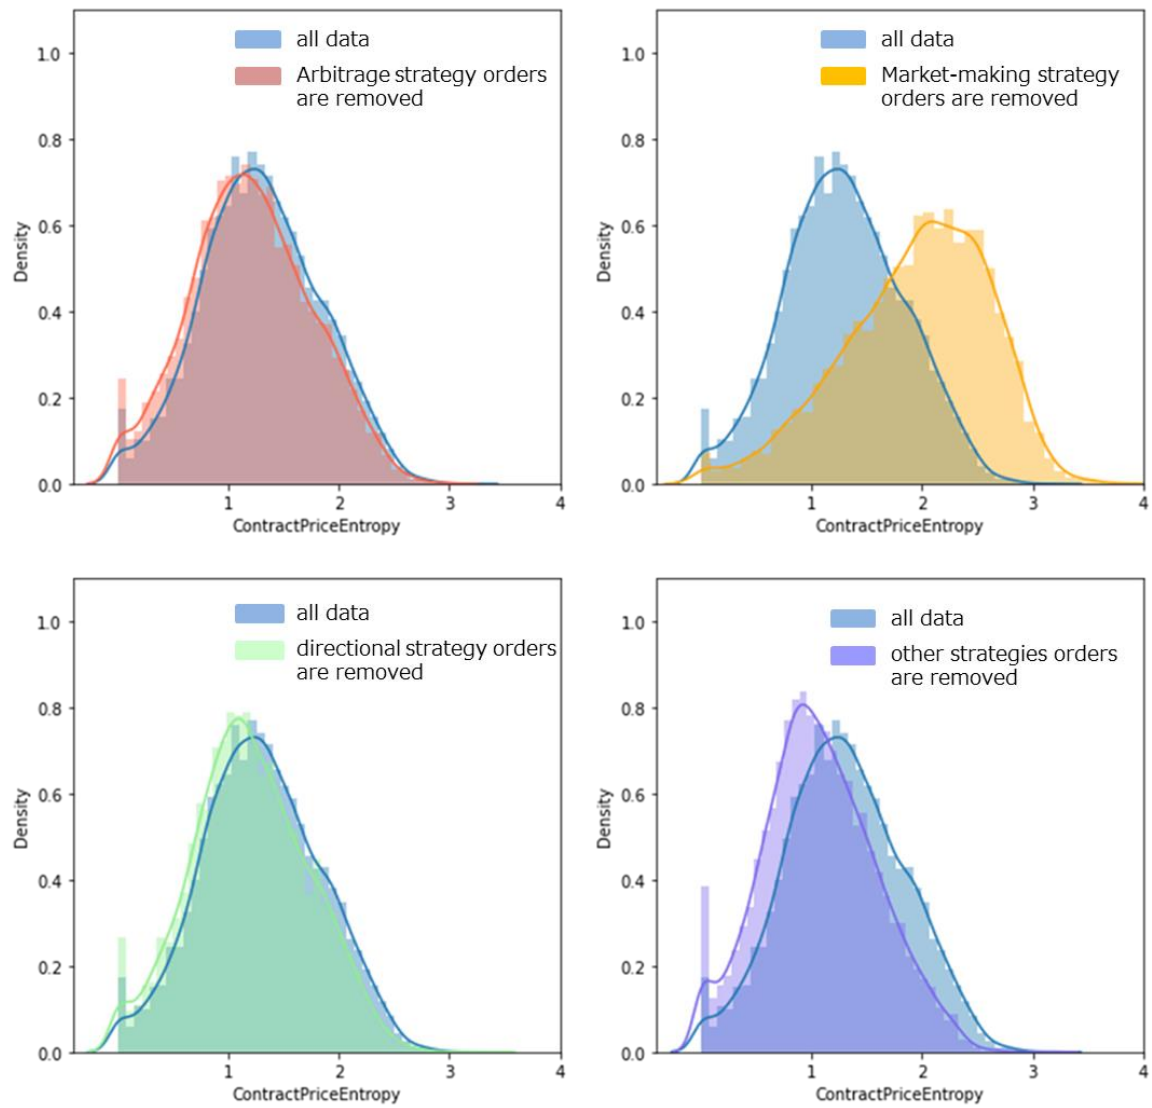 all data
Arbitrage strategy orders
are removed
1.0
0.8
0.6
0.4
0.2
0.0
Density
1
2
3
4
ContractPriceEntropy
all data
Market-making strategy
orders are removed
1.0
0.8
0.6
0.4
0.2
0.0
Density
1
2
3
4
ContractPriceEntropy
all data
directional strategy orders
are removed
1.0
0.8
0.6
0.4
0.2
0.0
Density
1
2
3
4
ContractPriceEntropy
all data
other strategies orders
are removed
1.0
0.8
0.6
0.4
0.2
0.0
Density
1
2
3
4
ContractPriceEntropy